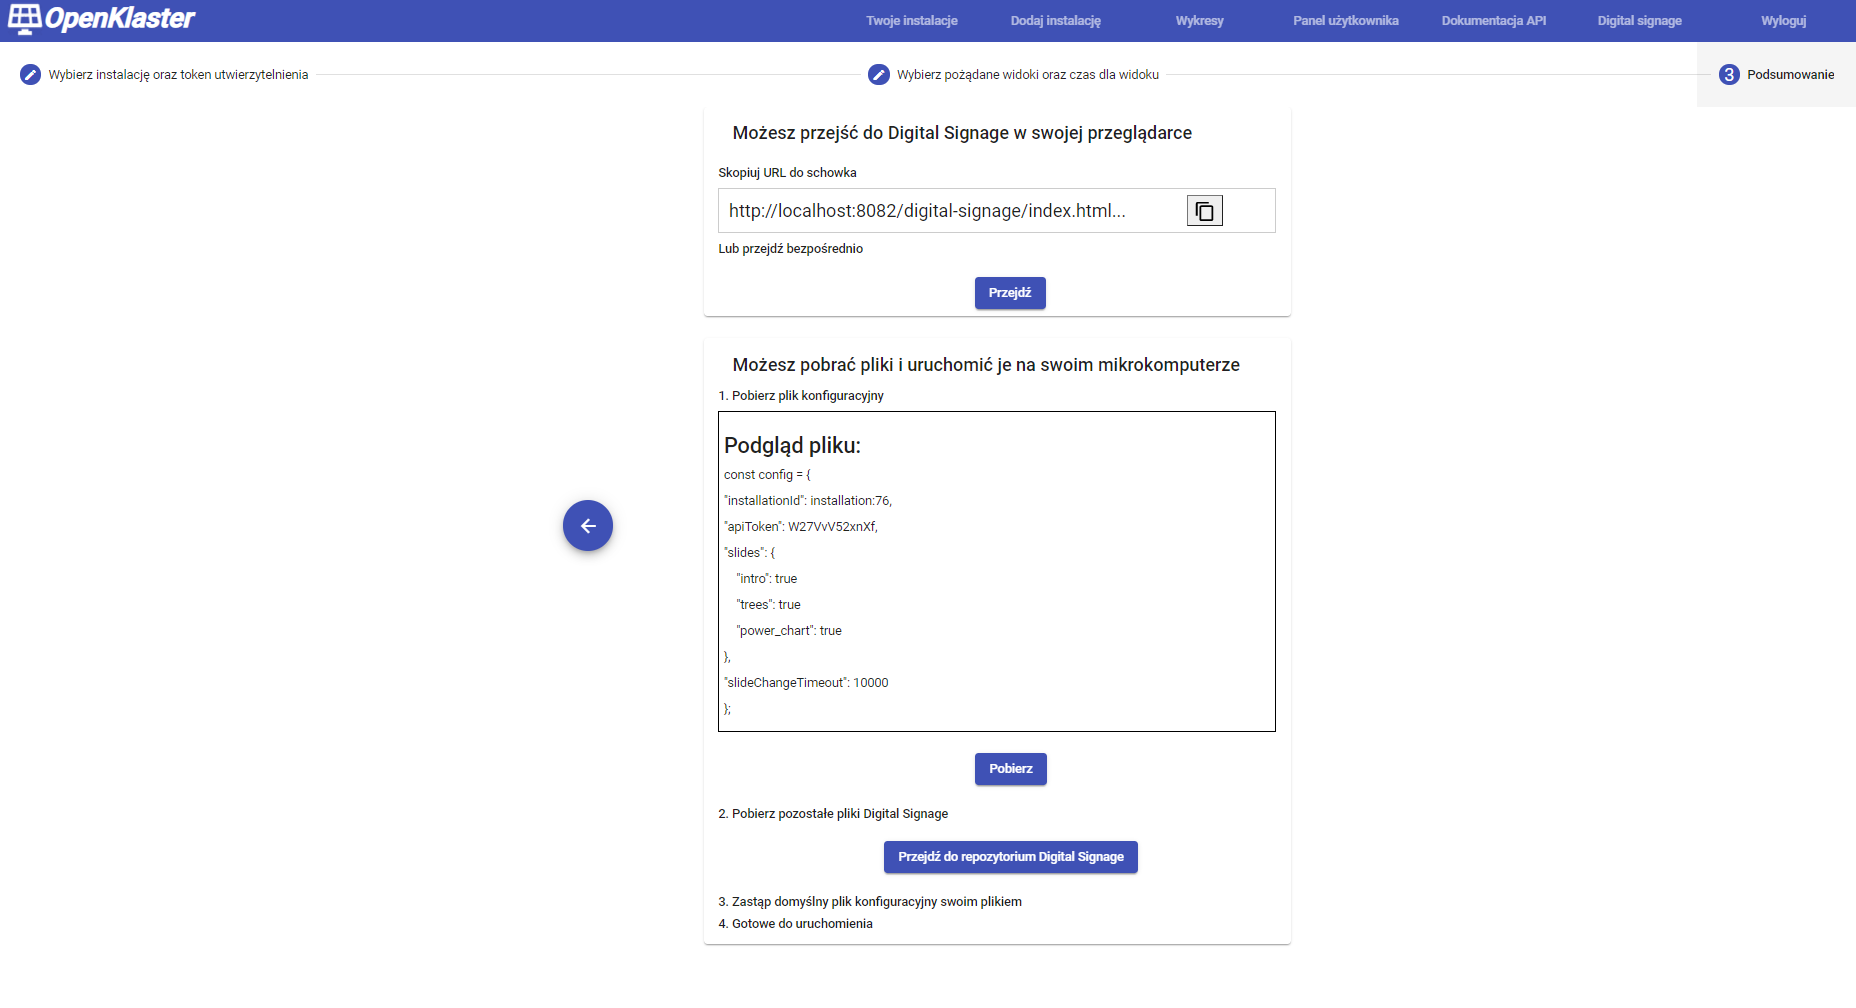 OpenKlaster
Twoje instalacje
Dodaj instalację
Wykresy
Panel użytkownika
Dokumentacja API
Digital signage
Wyloguj
Wybierz instalację oraz token utwierzytelnienia
Wybierz pożądane widoki oraz czas dla widoku
3 Podsumowanie
Możesz przejść do Digital Signage w swojej przeglądarce
Skopiuj URL do schowka
http://localhost:8082/digital-signage/index.html...
Lub przejdź bezpośrednio
Przejdź
Możesz pobrać pliki i uruchomić je na swoim mikrokomputerze
1. Pobierz plik konfiguracyjny
Podgląd pliku:
const config = {
"installationId": installation:76,
"apiToken": W27VvV52xnXf,
"slides": {
"intro": true
"trees": true
"power_chart": true
},
"slideChangeTimeout": 10000
};
Pobierz
2. Pobierz pozostałe pliki Digital Signage
Przejdź do repozytorium Digital Signage
3. Zastąp domyślny plik konfiguracyjny swoim plikiem
4. Gotowe do uruchomienia